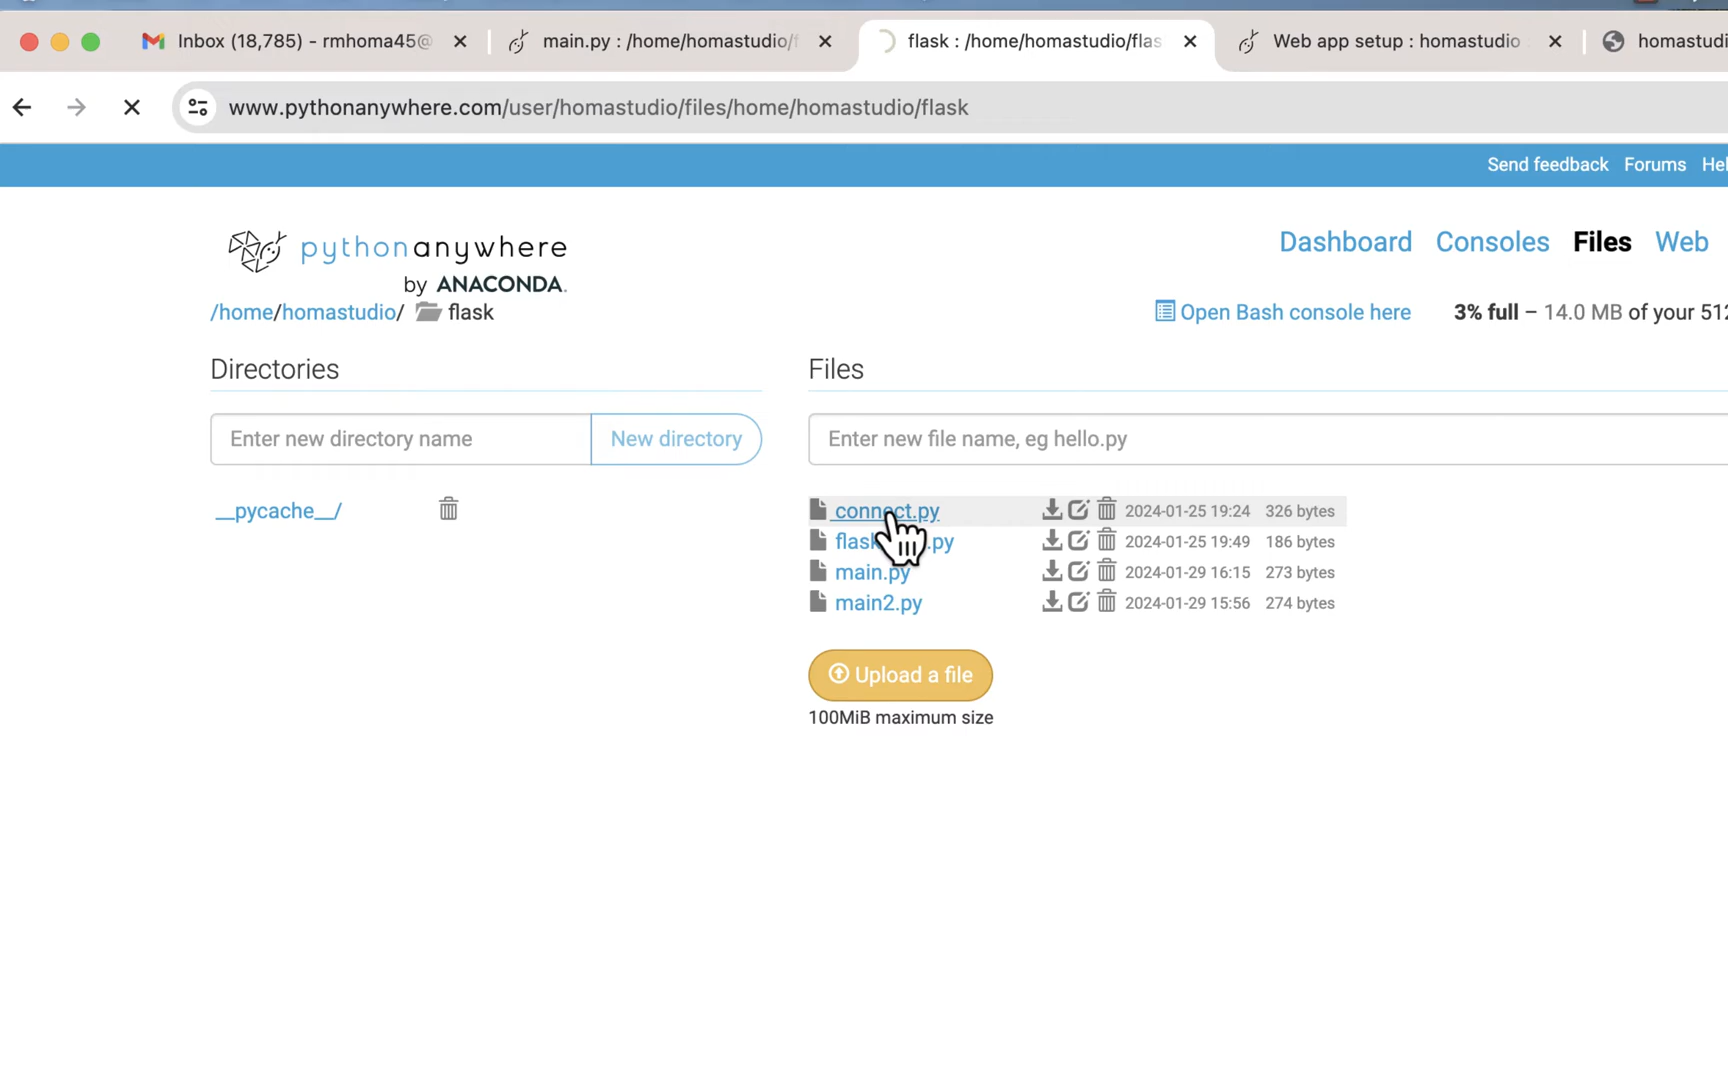 Inbox (18,785) - rmhoma45@
main.py : /home/homastudio/f
flask : /home/homastudio/flas
Web app setup : homastudio
homastudi
www.pythonanywhere.com/user/homastudio/files/home/homastudio/flask
Send feedback Forums Hel
pythonanywhere
by ANACONDA.
Dashboard Consoles Files Web
/home/homastudio/ flask
Open Bash console here 3% full – 14.0 MB of your 512
Directories
Files
Enter new directory name New directory
Enter new file name, eg hello.py
__pycache__/
connect.py 2024-01-25 19:24 326 bytes
flask .py 2024-01-25 19:49 186 bytes
main.py 2024-01-29 16:15 273 bytes
main2.py 2024-01-29 15:56 274 bytes
Upload a file
100MiB maximum size